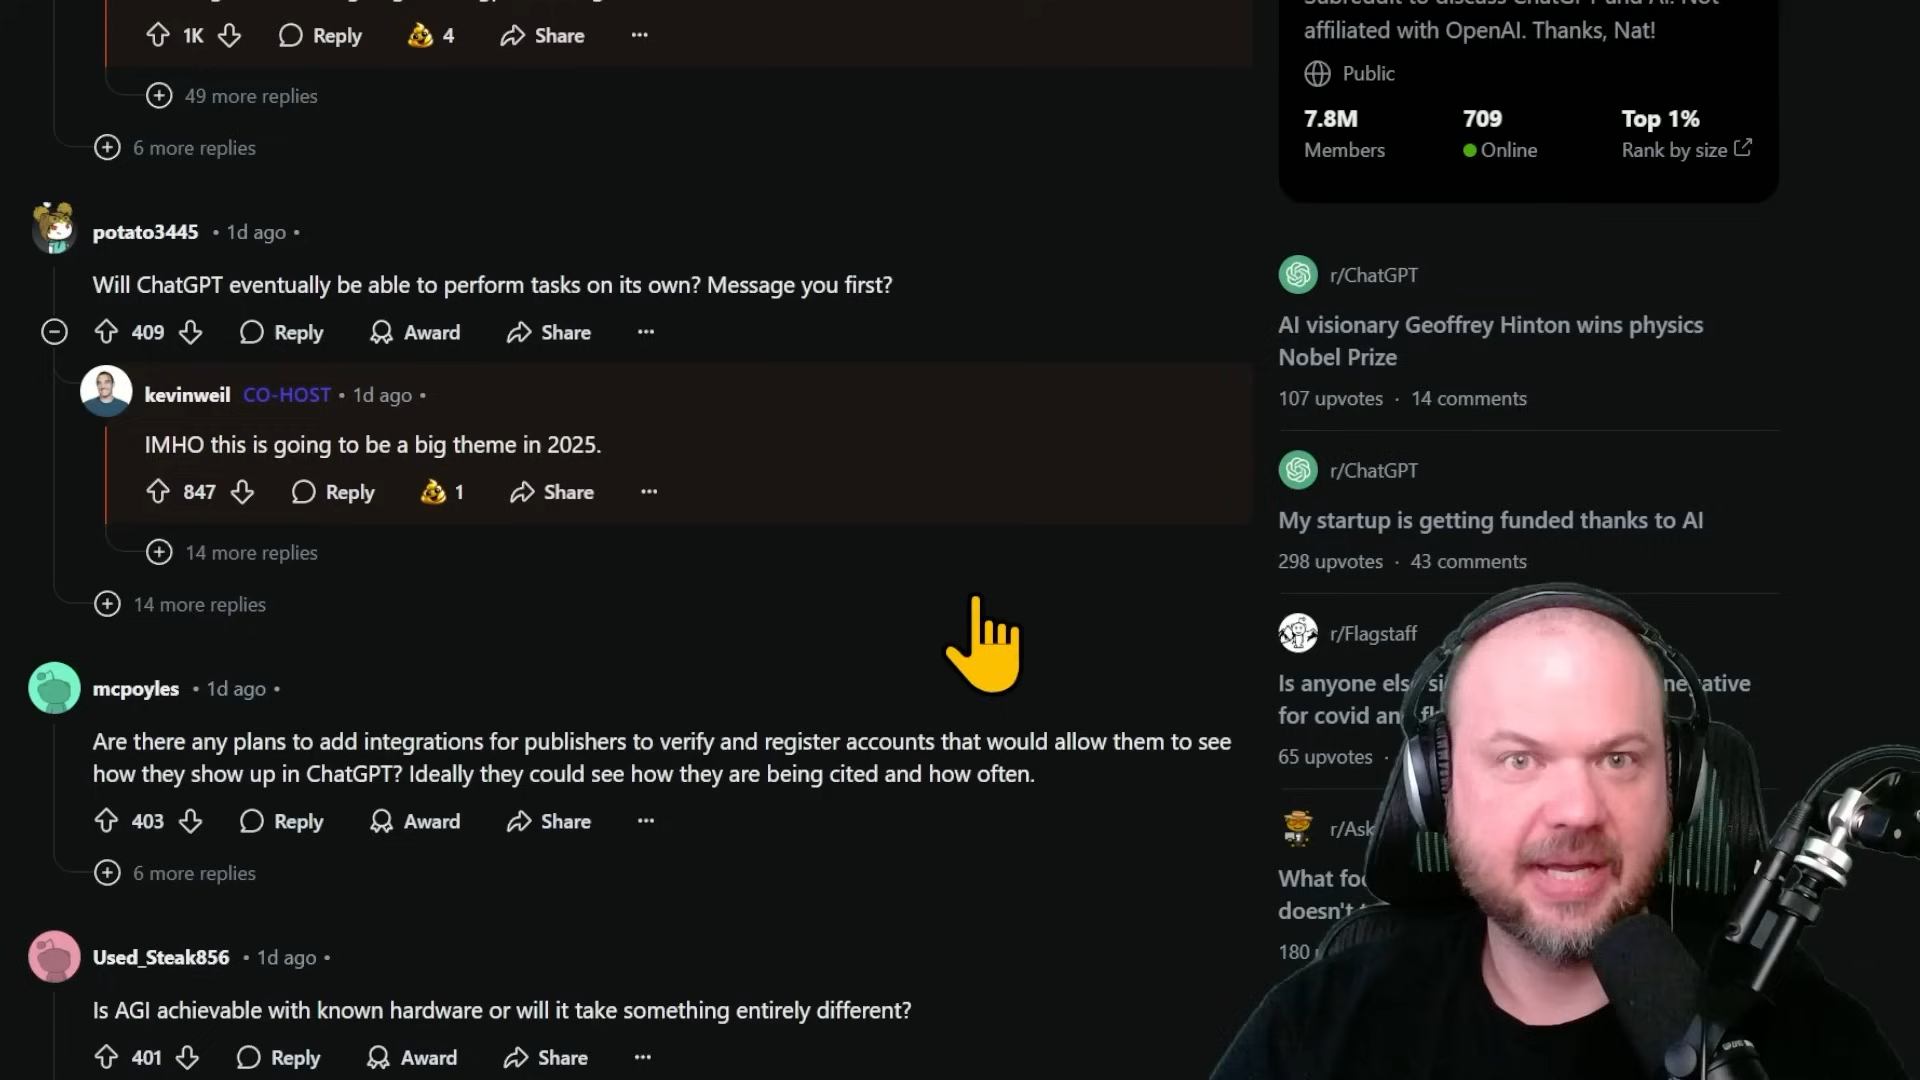 1K Reply 4 Share ...
49 more replies
6 more replies
potato3445 • 1d ago •
Will ChatGPT eventually be able to perform tasks on its own? Message you first?
409 Reply Award Share ...
kevinweil CO-HOST • 1d ago •
IMHO this is going to be a big theme in 2025.
847 Reply 1 Share ...
14 more replies
14 more replies
mcpoyles • 1d ago •
Are there any plans to add integrations for publishers to verify and register accounts that would allow them to see
how they show up in ChatGPT? Ideally they could see how they are being cited and how often.
403 Reply Award Share ...
6 more replies
Used_Steak856 • 1d ago •
Is AGI achievable with known hardware or will it take something entirely different?
401 Reply Award Share ...
affiliated with OpenAI. Thanks, Nat!
Public
7.8M 709 Top 1%
Members Online Rank by size
r/ChatGPT
AI visionary Geoffrey Hinton wins physics
Nobel Prize
107 upvotes · 14 comments
r/ChatGPT
My startup is getting funded thanks to AI
298 upvotes · 43 comments
r/Flagstaff
Is anyone
for covid
65 upvotes ·
r/Ask
What
doesn't
180